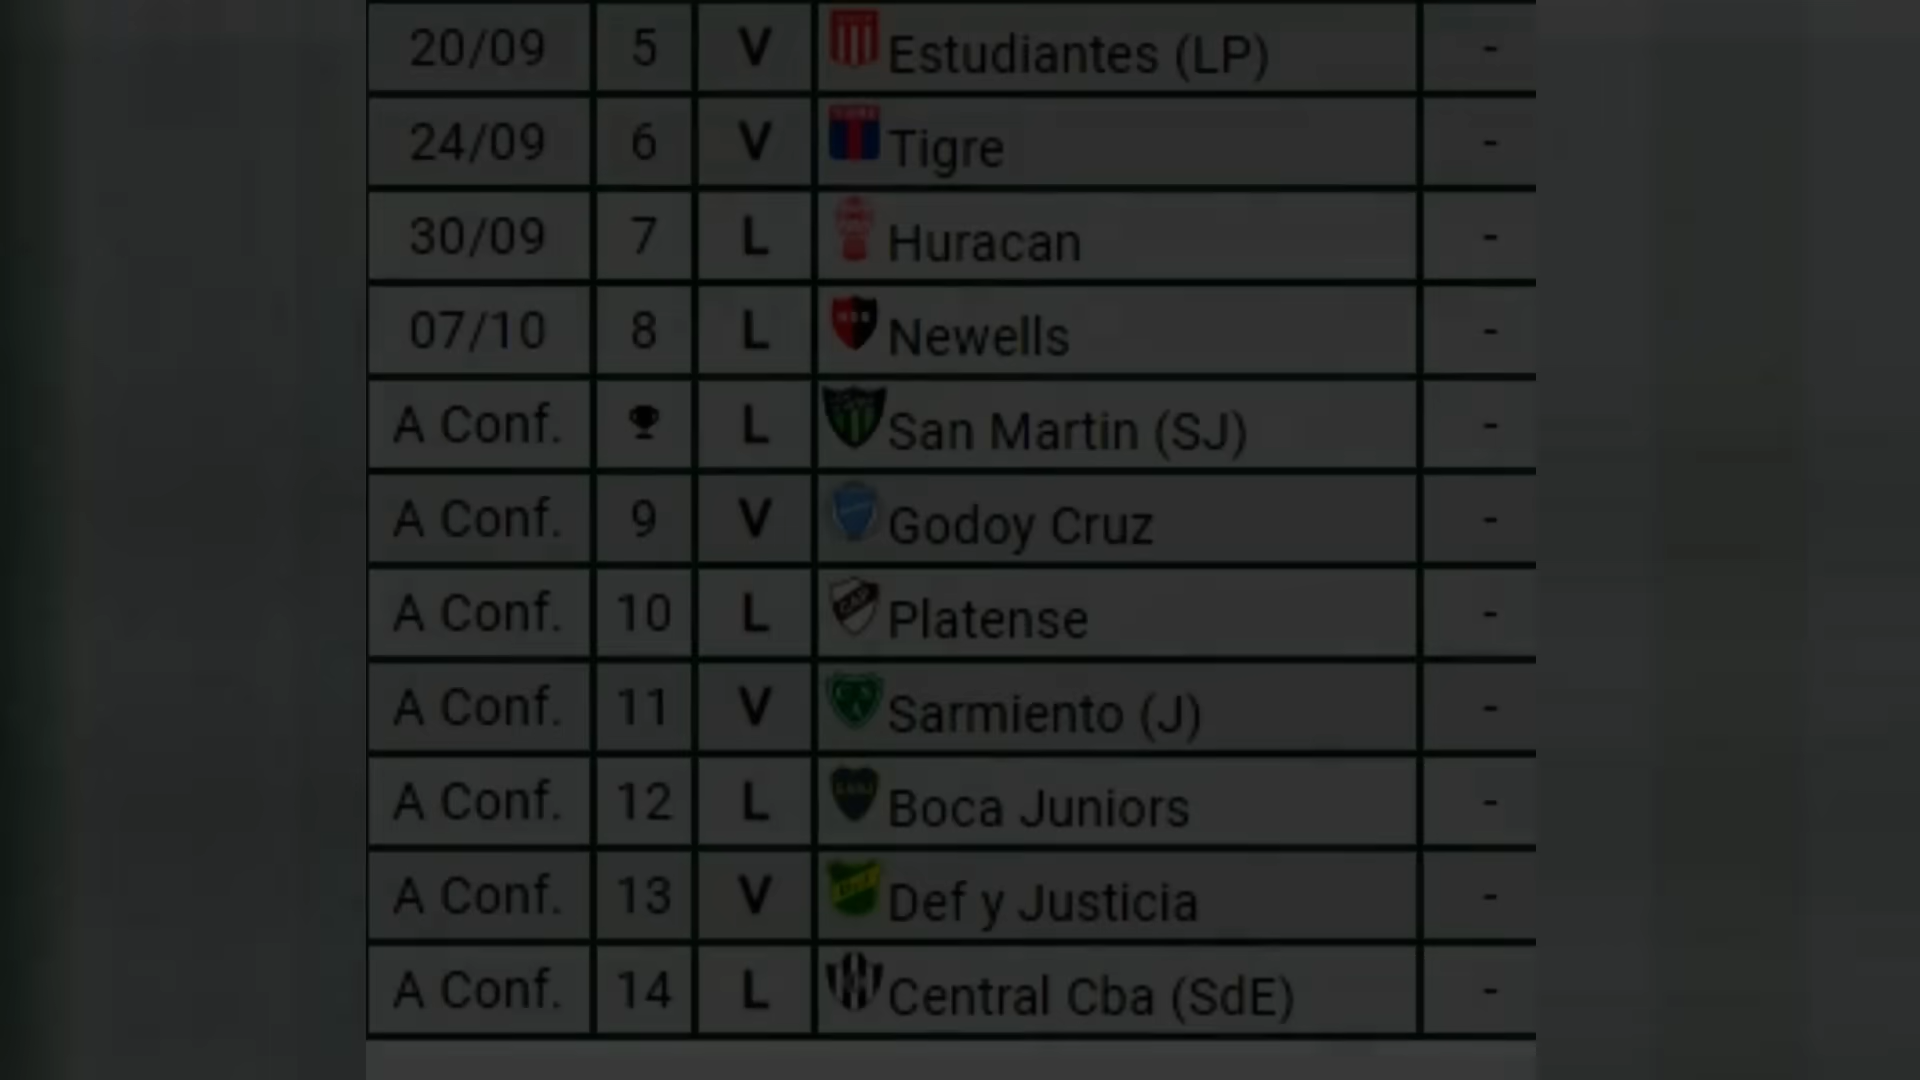 20/09 5 V Estudiantes (LP) -
24/09 6 V Tigre -
30/09 7 L Huracan -
07/10 8 L Newells -
A Conf. L San Martin (SJ) -
A Conf. 9 V Godoy Cruz -
A Conf. 10 L Platense -
A Conf. 11 V Sarmiento (J) -
A Conf. 12 L Boca Juniors -
A Conf. 13 V Def y Justicia -
A Conf. 14 L Central Cba (SdE) -